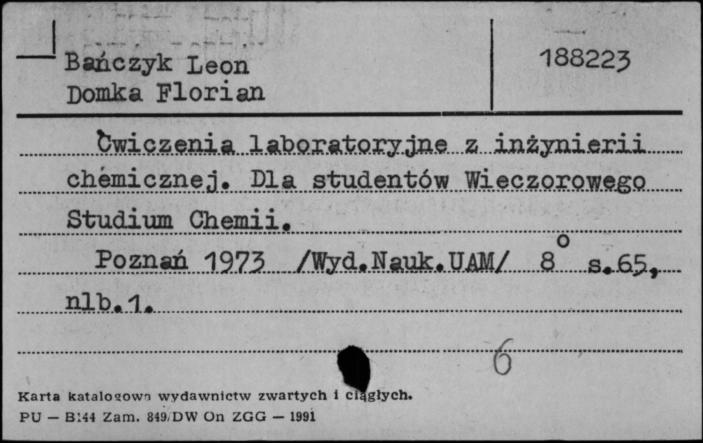 Bańczyk Leon
Domka Florian
188223
Ćwiczenia laboratoryjne z inżynierii
chemicznej. Dla studentów Wieczorowego
Studium Chemii.
Poznań 1973 /Wyd.Nauk.UAM/ 8° s.65,
nlb.1.
6
Karta katalogowa wydawnictw zwartych i ciągłych.
PU — B144 Zam. 849/DW On ZGG — 1991